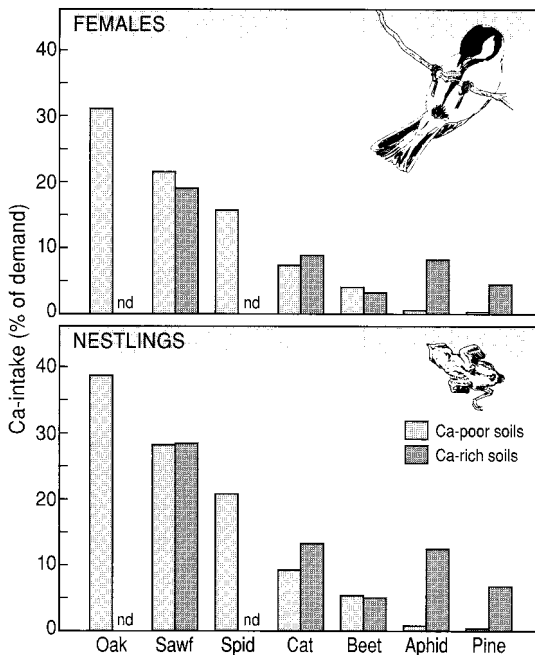 FEMALES
40
30
20
10
0
nd
nd
Ca-intake (% of demand)
NESTLINGS
40
30
20
10
0
nd
nd
Ca-poor soils
Ca-rich soils
Oak Sawf Spid Cat Beet Aphid Pine